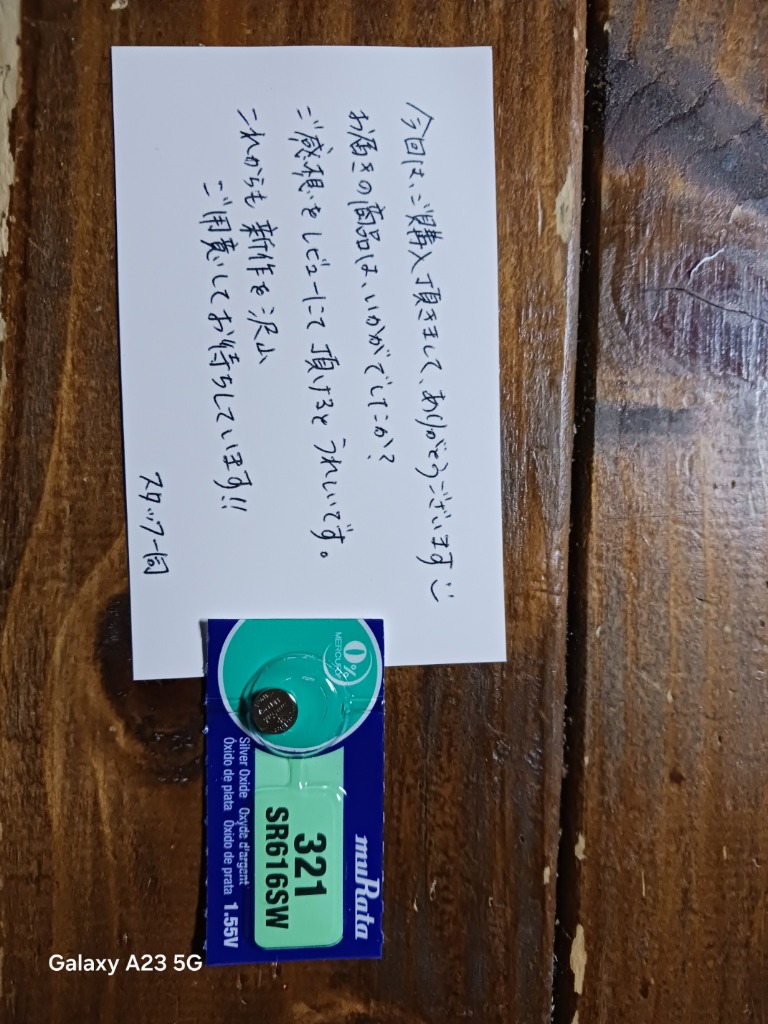 今回は、ご購入頂きまして、ありがとうございます
お届きの商品は、いかがでしたか?
ご感想をレビューにて頂けるとうれしいです。
これからも新作を沢山
ご用意してお待ちしています!!
スタッフ一同
0%
MERCURY
muRata
321
SR616SW
Silver Oxide Oxyde d'argent
Óxido de plata Óxido de prata 1.55V
Galaxy A23 5G